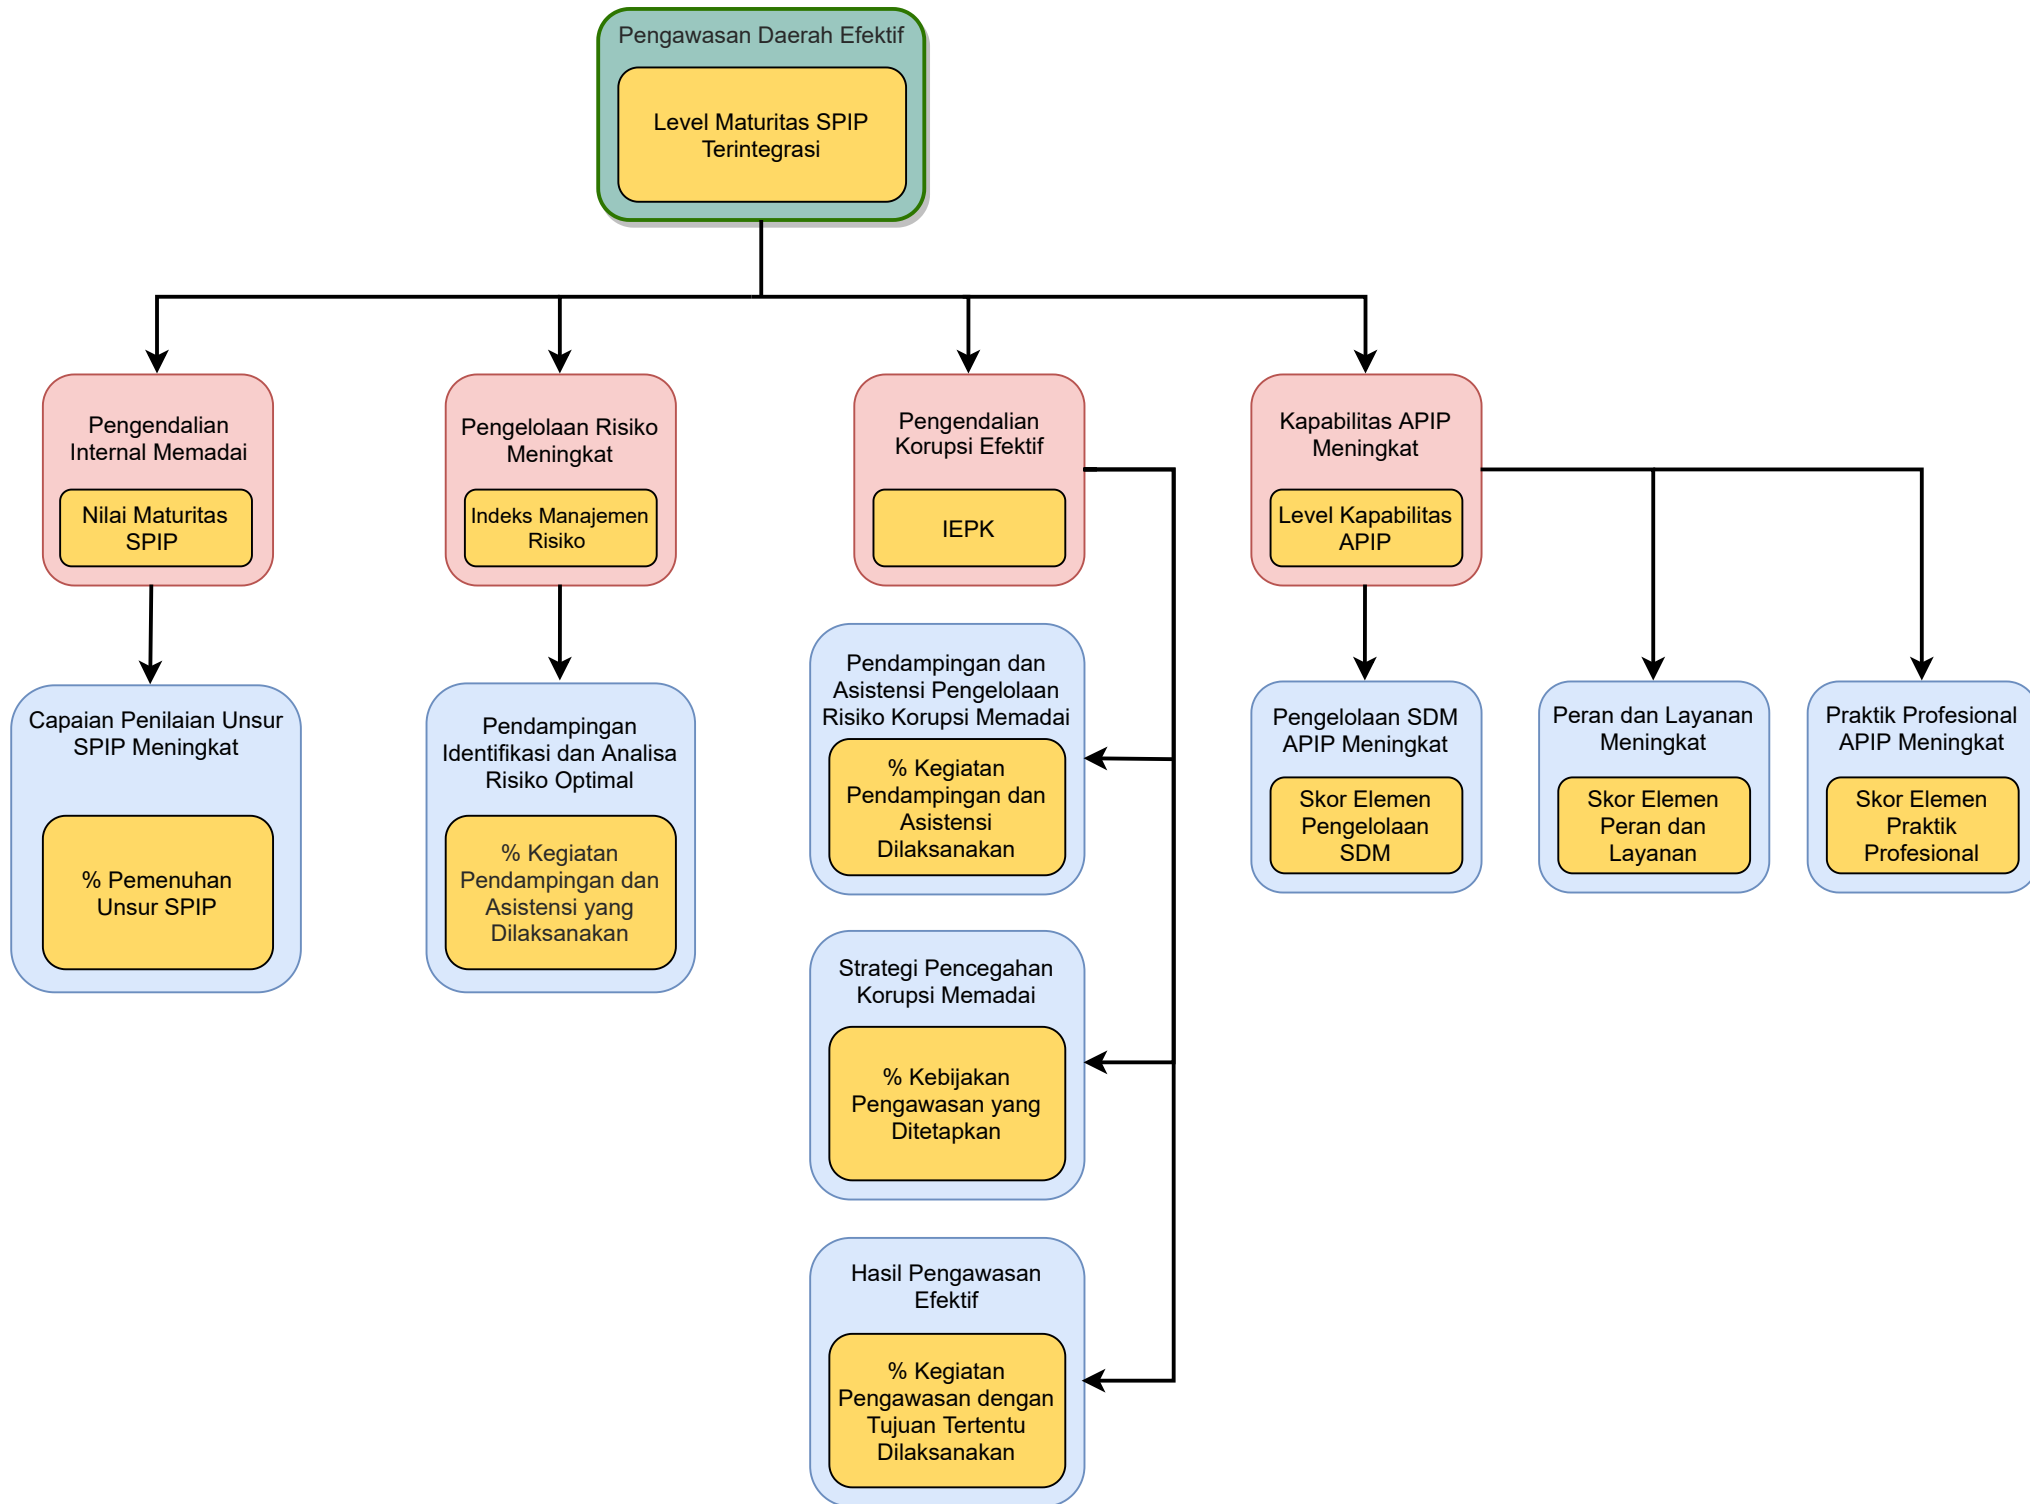 Pengawasan Daerah Efektif
Level Maturitas SPIP
Terintegrasi
Pengendalian
Internal Memadai
Nilai Maturitas
SPIP
Pengelolaan Risiko
Meningkat
Indeks Manajemen
Risiko
Pengendalian
Korupsi Efektif
IEPK
Kapabilitas APIP
Meningkat
Level Kapabilitas
APIP
Capaian Penilaian Unsur
SPIP Meningkat
% Pemenuhan
Unsur SPIP
Pendampingan
Identifikasi dan Analisa
Risiko Optimal
% Kegiatan
Pendampingan dan
Asistensi yang
Dilaksanakan
Pendampingan dan
Asistensi Pengelolaan
Risiko Korupsi Memadai
% Kegiatan
Pendampingan dan
Asistensi
Dilaksanakan
Strategi Pencegahan
Korupsi Memadai
% Kebijakan
Pengawasan yang
Ditetapkan
Hasil Pengawasan
Efektif
% Kegiatan
Pengawasan dengan
Tujuan Tertentu
Dilaksanakan
Pengelolaan SDM
APIP Meningkat
Skor Elemen
Pengelolaan
SDM
Peran dan Layanan
Meningkat
Skor Elemen
Peran dan
Layanan
Praktik Profesional
APIP Meningkat
Skor Elemen
Praktik
Profesional